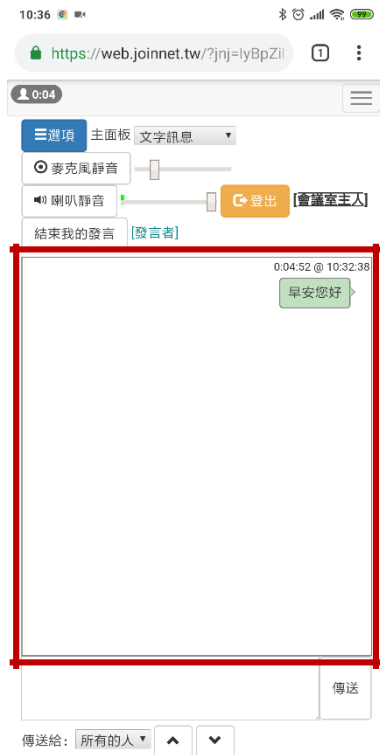 10:36 99
https://web.joinnet.tw/?jnj=IyBpZil 1
0:04
選項 主面板 文字訊息
麥克風靜音
喇叭靜音 登出 [會議室主人]
結束我的發言 [發言者]
0:04:52 @ 10:32:38
早安您好
傳送
傳送給: 所有的人